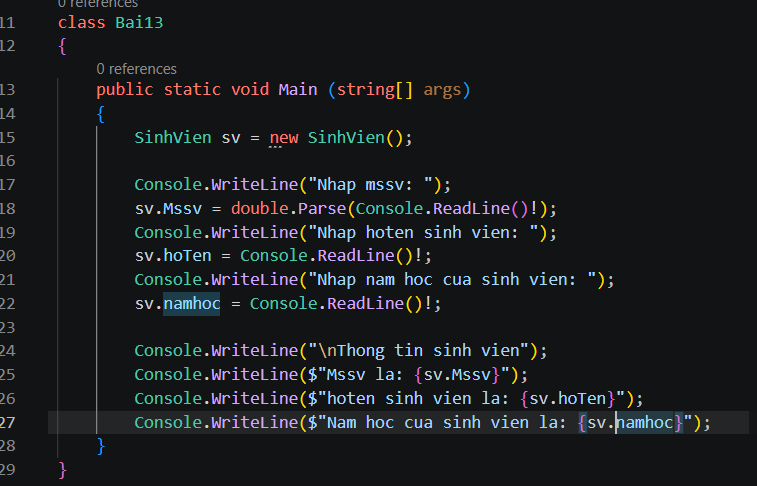 0 references
11 class Bai13
12 {
0 references
13 public static void Main (string[] args)
14 {
15 SinhVien sv = new SinhVien();
16
17 Console.WriteLine("Nhap mssv: ");
18 sv.Mssv = double.Parse(Console.ReadLine()!);
19 Console.WriteLine("Nhap hoten sinh vien: ");
20 sv.hoTen = Console.ReadLine()!;
21 Console.WriteLine("Nhap nam hoc cua sinh vien: ");
22 sv.namhoc = Console.ReadLine()!;
23
24 Console.WriteLine("\nThong tin sinh vien");
25 Console.WriteLine($"Mssv la: {sv.Mssv}");
26 Console.WriteLine($"hoten sinh vien la: {sv.hoTen}");
27 Console.WriteLine($"Nam hoc cua sinh vien la: {sv.namhoc}");
28 }
29 }